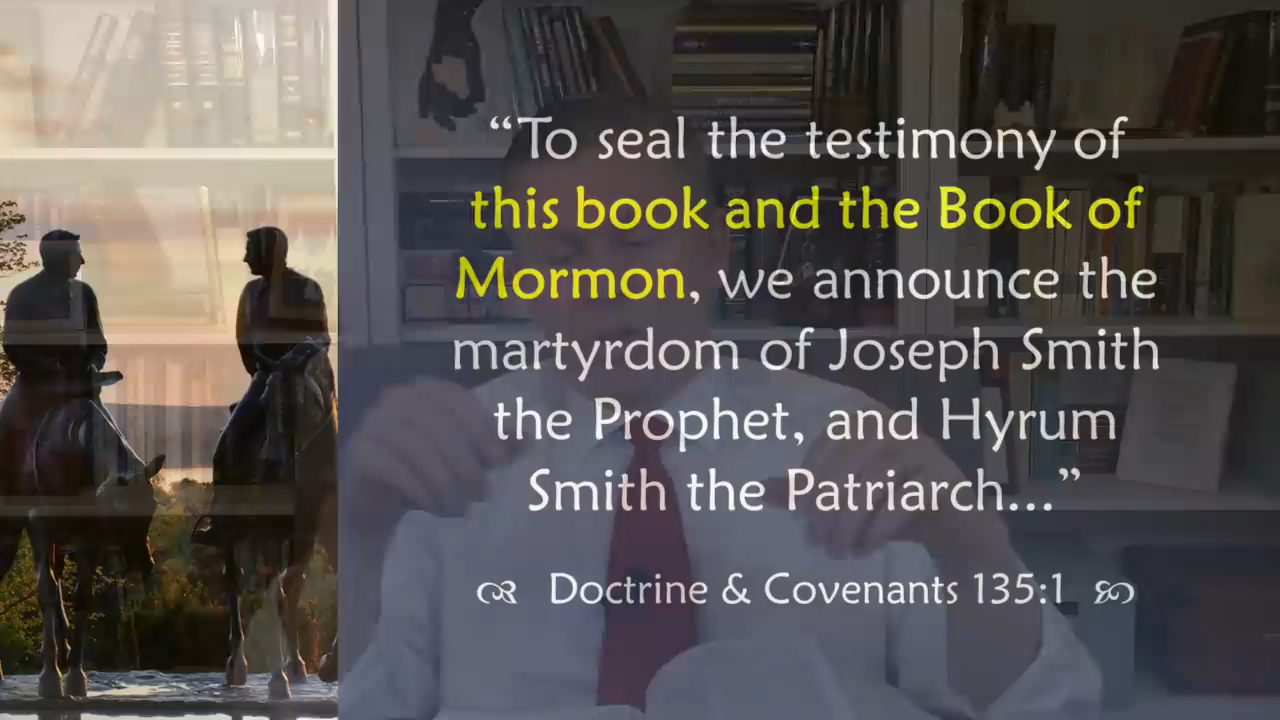 “To seal the testimony of
this book and the Book of
Mormon, we announce the
martyrdom of Joseph Smith
the Prophet, and Hyrum
Smith the Patriarch...”
Doctrine & Covenants 135:1